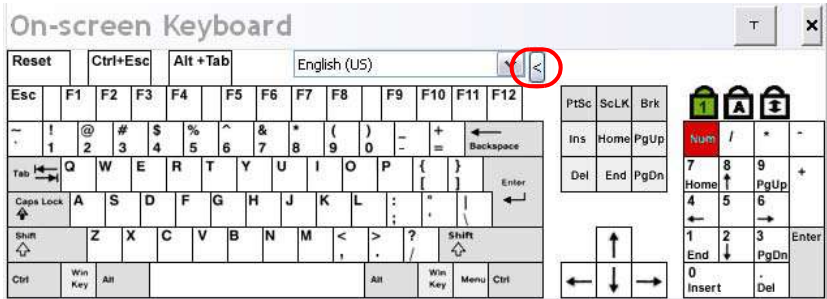 On-screen Keyboard T ×
Reset Ctrl+Esc Alt +Tab English (US) <
Esc F1 F2 F3 F4 F5 F6 F7 F8 F9 F10 F11 F12 PtSc ScLK Brk 1 A
~ ! @ # $ % ^ & * ( ) _ + Backspace Ins Home PgUp Num / * -
` 1 2 3 4 5 6 7 8 9 0 - =
Tab Q W E R T Y U I O P { } Enter Del End PgDn 7 8 9 +
[ ] Home PgUp
Caps Lock A S D F G H J K L : " | 4 5 6
; ' \
Shift Z X C V B N M < > ? Shift 1 2 3 Enter
, . / End PgDn
Ctrl Win Key Alt Alt Win Key Menu Ctrl 0 .
Insert Del